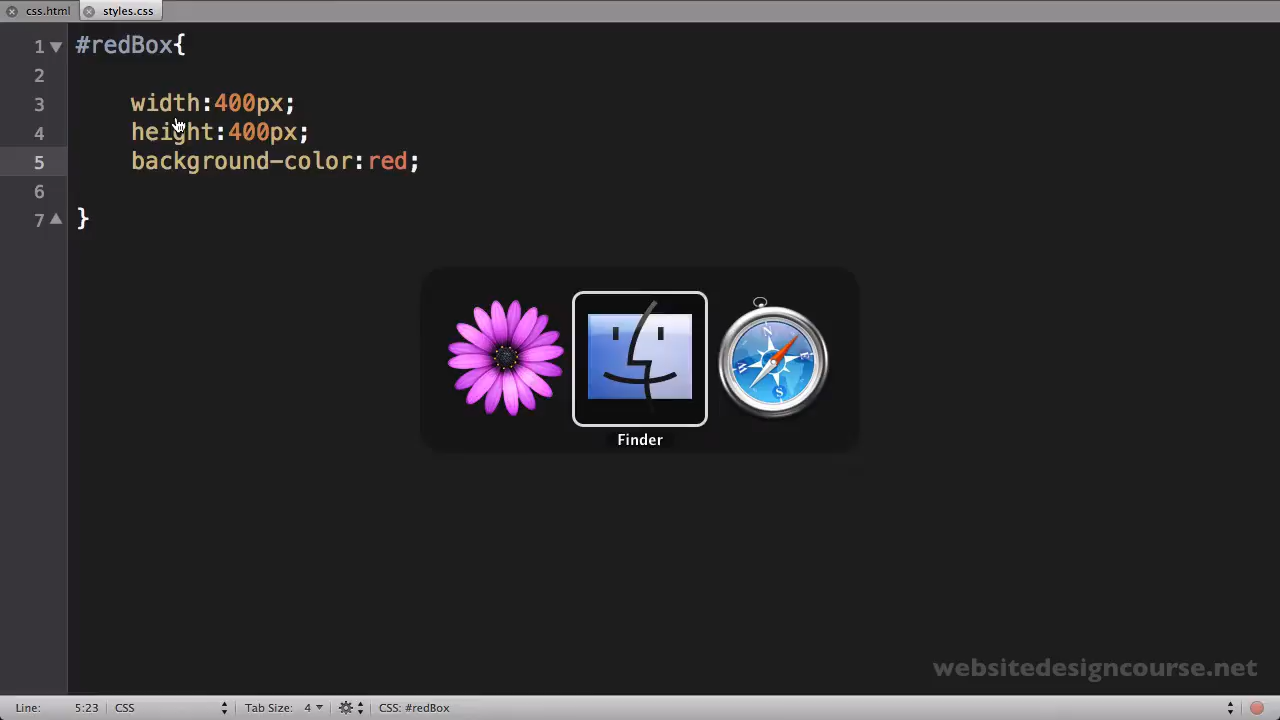 css.html
styles.css
1 #redBox{
2
3 width:400px;
4 height:400px;
5 background-color:red;
6
7 }
N
S
Finder
websitedesigncourse.net
Line: 5:23 CSS Tab Size: 4 CSS: #redBox